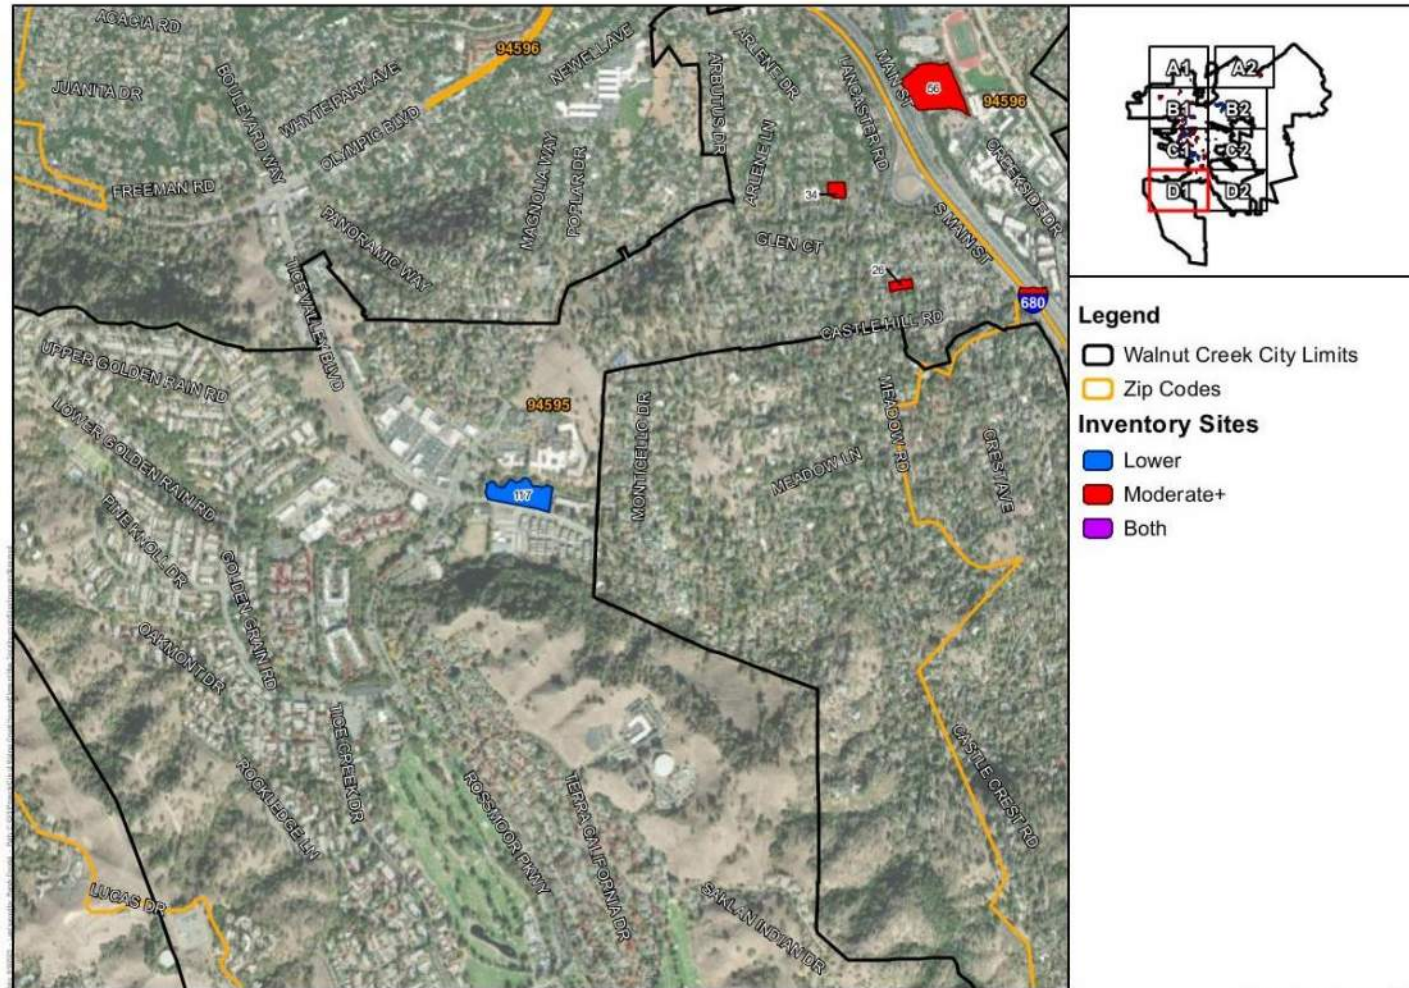 ACACIA RD
94596
NEWELL AVE
ARLENE DR
MAIN ST
JUANITA DR
BOULEVARD WAY
WHYTE PARK AVE
OLYMPIC BLVD
ARBUTUS DR
LANCASTER RD
56
94596
FREEMAN RD
MAGNOLIA WAY
POPLAR DR
ARLENE LN
CREEKSIDE DR
34
PANORAMIC WAY
GLEN CT
S MAIN ST
TICE VALLEY BLVD
26
680
CASTLE HILL RD
UPPER GOLDEN RAIN RD
LOWER GOLDEN RAIN RD
94595
MONTICELLO DR
MEADOW RD
MEADOW LN
CREST AVE
117
PINE KNOLL DR
GOLDEN GRAIN RD
OAKMONT DR
TICE CREEK DR
ROCKLEDGE LN
ROSSMOOR PKWY
TERRA CALIFORNIA DR
CASTLE CREST RD
LUCAS DR
SAKLAN INDIAN DR
A1
A2
B1
B2
C1
C2
D1
D2
Legend
Walnut Creek City Limits
Zip Codes
Inventory Sites
Lower
Moderate+
Both